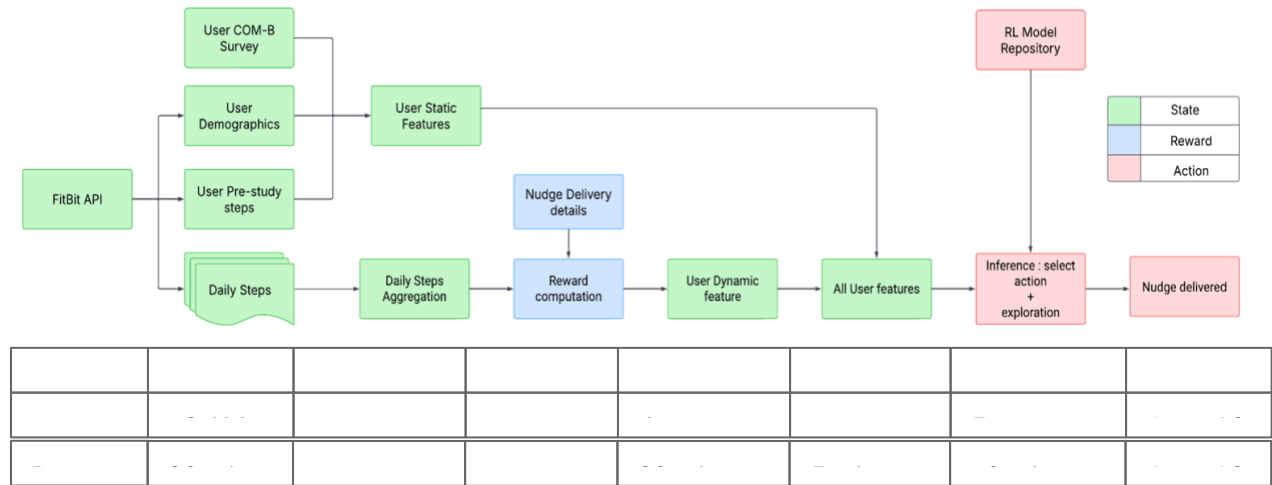 User COM-B
Survey
RL Model
Repository
User
Demographics
User Static
Features
State
Reward
Action
FitBit API
User Pre-study
steps
Nudge Delivery
details
Daily Steps
Daily Steps
Aggregation
Reward
computation
User Dynamic
feature
All User features
Inference : select
action
+
exploration
Nudge delivered